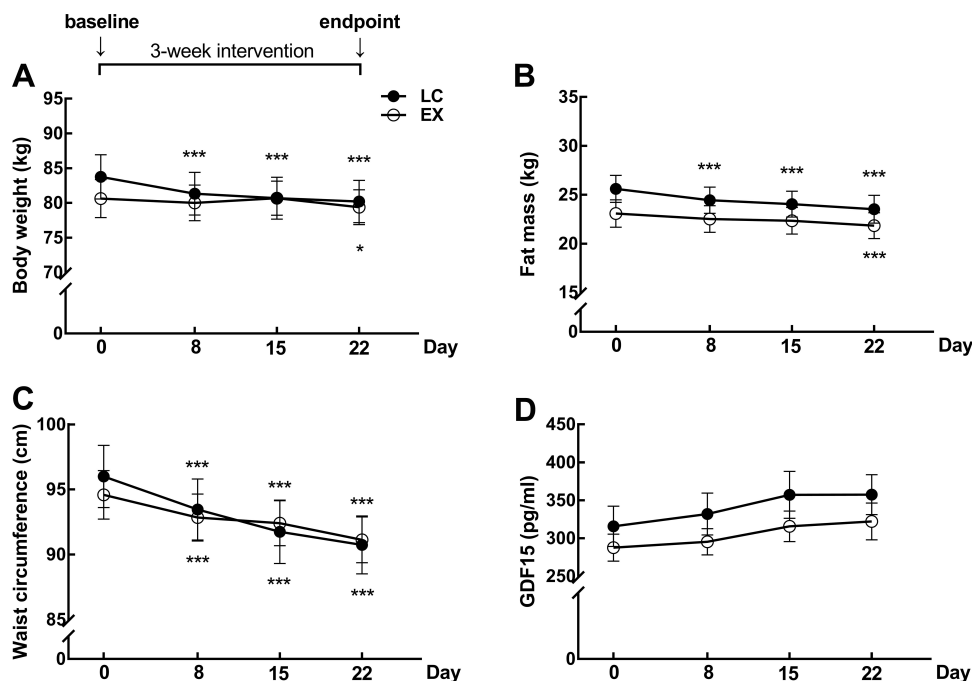 baseline endpoint
3-week intervention
A
95
90
85
80
75
70
0
Body weight (kg)
LC
EX
***
***
***
*
0 8 15 22 Day
B
35
25
15
0
Fat mass (kg)
***
***
***
***
0 8 15 22 Day
C
100
95
90
85
0
Waist circumference (cm)
***
***
***
***
***
***
0 8 15 22 Day
D
450
400
350
300
250
0
GDF15 (pg/ml)
0 8 15 22 Day